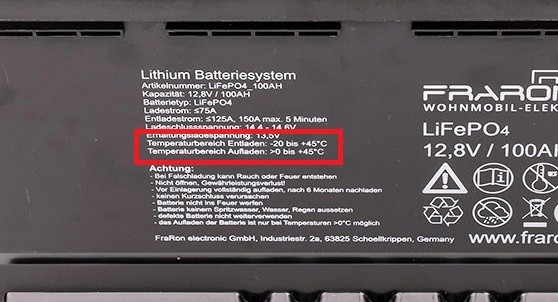 Lithium Batteriesystem
Artikelnummer: LiFePO4_100AH
Kapazität: 12,8V / 100AH
Batterietyp: LiFePO4
Ladestrom: ≤75A
Entladestrom: ≤125A, 150A max. 5 Minuten
Ladeschlussspannung: 14,4 - 14,6V
Erhaltungsladespannung: 13,5V
Temperaturbereich Entladen: -20 bis +45°C
Temperaturbereich Aufladen: >0 bis +45°C
Achtung:
- Bei Falschladung kann Rauch oder Feuer entstehen
- Nicht öffnen, Gewährleistungsverlust!
- Vor Einlagerung vollständig aufladen, nach 6 Monaten nachladen
- keinen Kurzschluss verursachen
- Batterie nicht ins Feuer werfen
- Batterie keinem Spritzwasser, Wasser, Regen aussetzen
- defekte Batterie nicht weiterverwenden
- das Aufladen der Batterie ist nur bei Temperaturen >0°C möglich
FraRon electronic GmbH, Industriestr. 2a, 63825 Schoellkrippen, Germany
FRARON
WOHNMOBIL-ELEK
LiFePO4
12,8V / 100AH
www.fraro